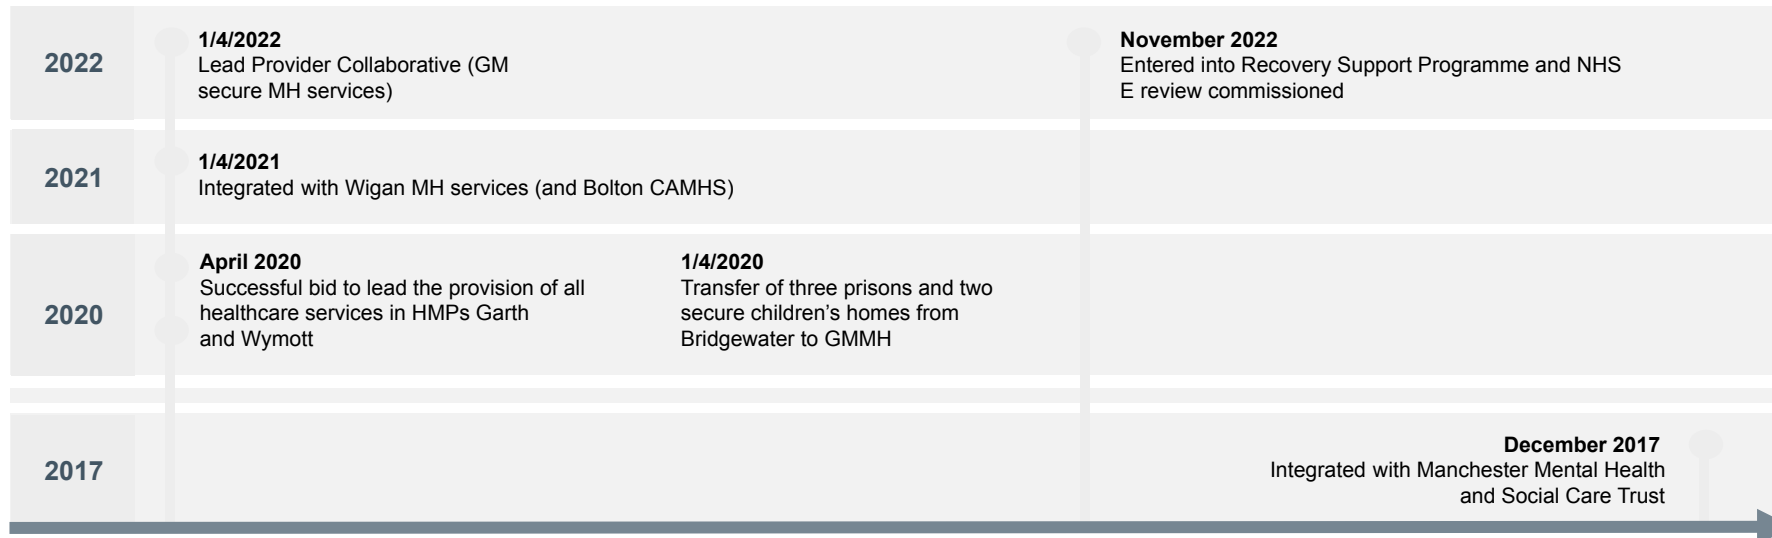 2022
1/4/2022
Lead Provider Collaborative (GM
secure MH services)
November 2022
Entered into Recovery Support Programme and NHS
E review commissioned
2021
1/4/2021
Integrated with Wigan MH services (and Bolton CAMHS)
2020
April 2020
Successful bid to lead the provision of all
healthcare services in HMPs Garth
and Wymott
1/4/2020
Transfer of three prisons and two
secure children’s homes from
Bridgewater to GMMH
2017
December 2017
Integrated with Manchester Mental Health
and Social Care Trust